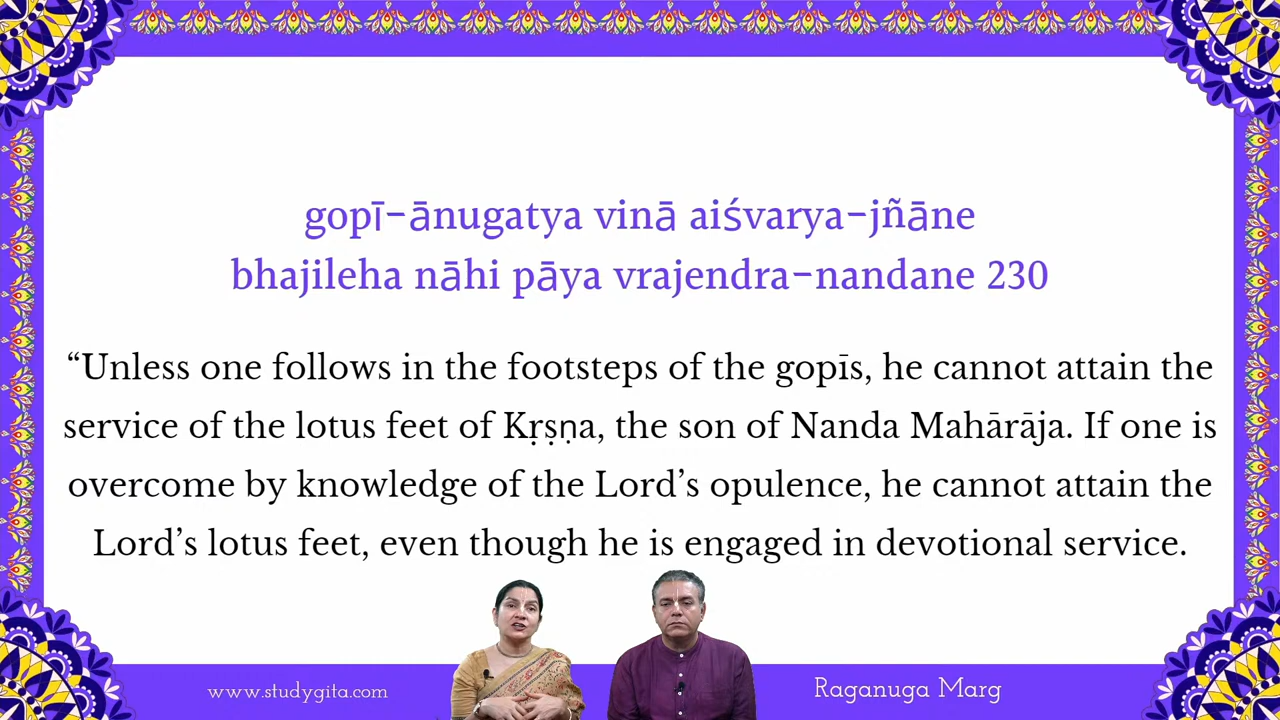 gopī-ānugatya vinā aiśvarya-jñāne
bhajileha nāhi pāya vrajendra-nandane 230
“Unless one follows in the footsteps of the gopīs, he cannot attain the
service of the lotus feet of Kṛṣṇa, the son of Nanda Mahārāja. If one is
overcome by knowledge of the Lord’s opulence, he cannot attain the
Lord’s lotus feet, even though he is engaged in devotional service.
www.studygita.com
Raganuga Marg